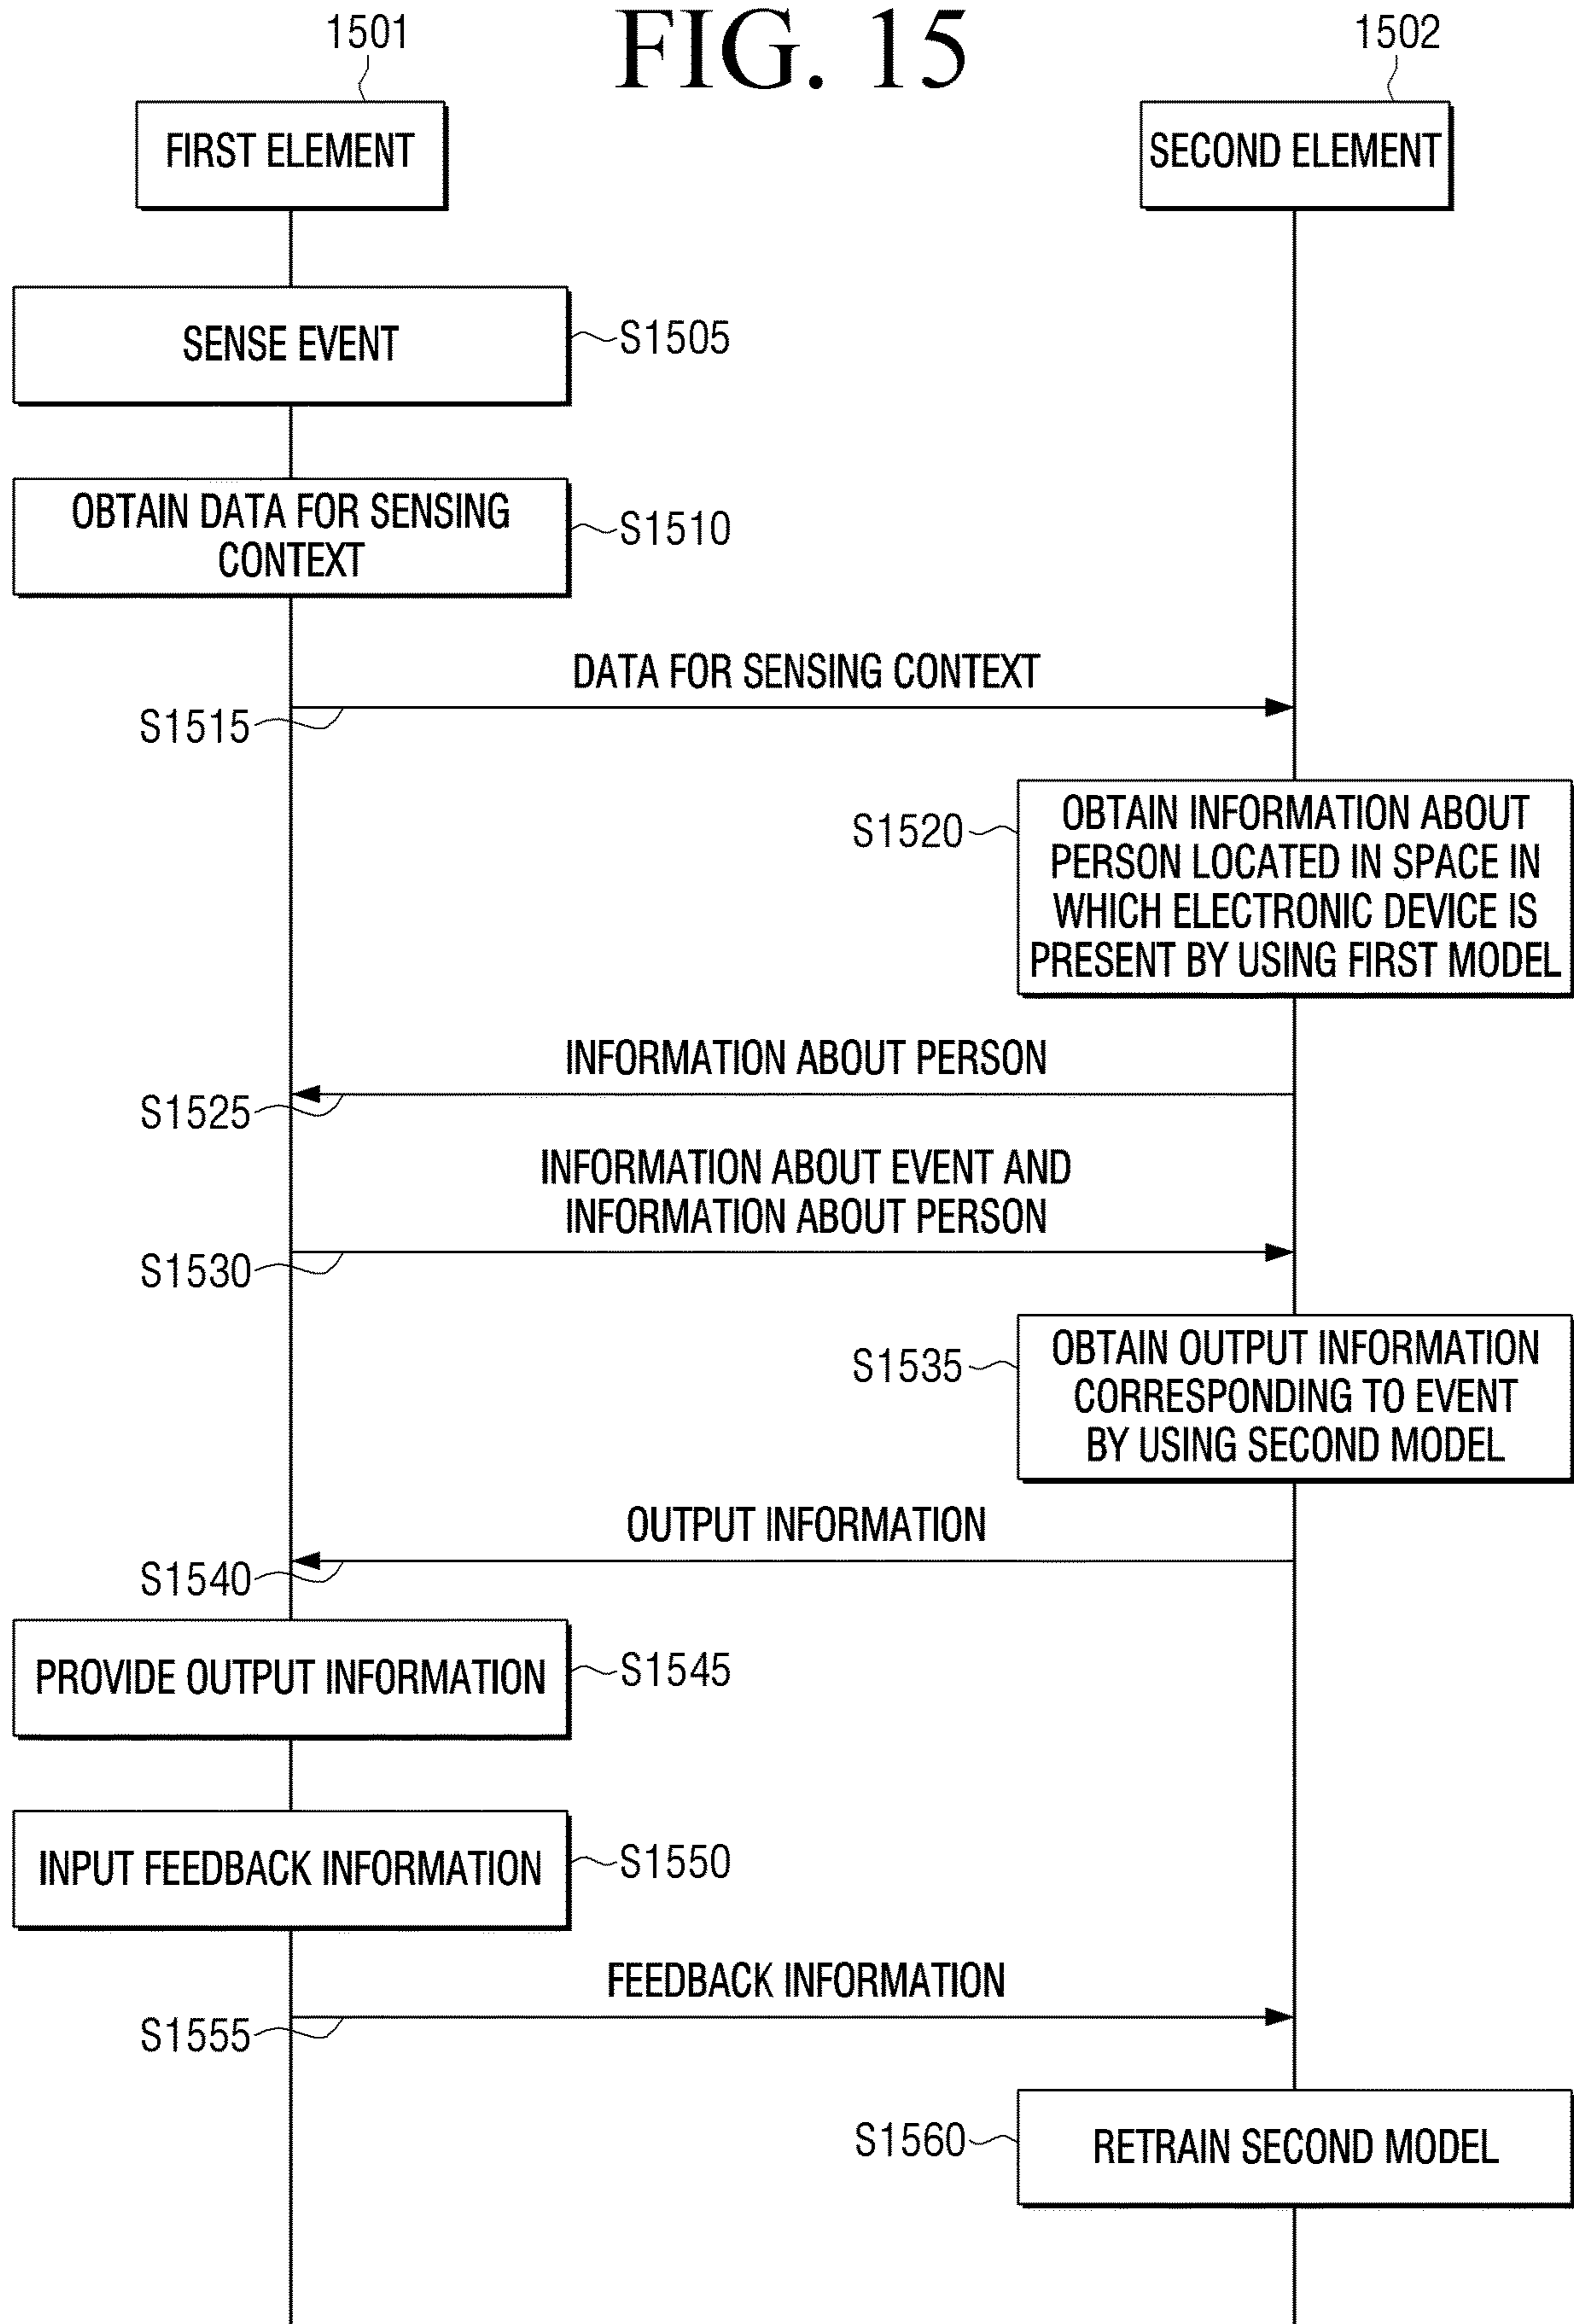 FIG. 15
1501
1502
FIRST ELEMENT
SECOND ELEMENT
SENSE EVENT
S1505
OBTAIN DATA FOR SENSING
CONTEXT
S1510
DATA FOR SENSING CONTEXT
S1515
S1520
OBTAIN INFORMATION ABOUT
PERSON LOCATED IN SPACE IN
WHICH ELECTRONIC DEVICE IS
PRESENT BY USING FIRST MODEL
INFORMATION ABOUT PERSON
S1525
INFORMATION ABOUT EVENT AND
INFORMATION ABOUT PERSON
S1530
S1535
OBTAIN OUTPUT INFORMATION
CORRESPONDING TO EVENT
BY USING SECOND MODEL
OUTPUT INFORMATION
S1540
PROVIDE OUTPUT INFORMATION
S1545
INPUT FEEDBACK INFORMATION
S1550
FEEDBACK INFORMATION
S1555
S1560
RETRAIN SECOND MODEL